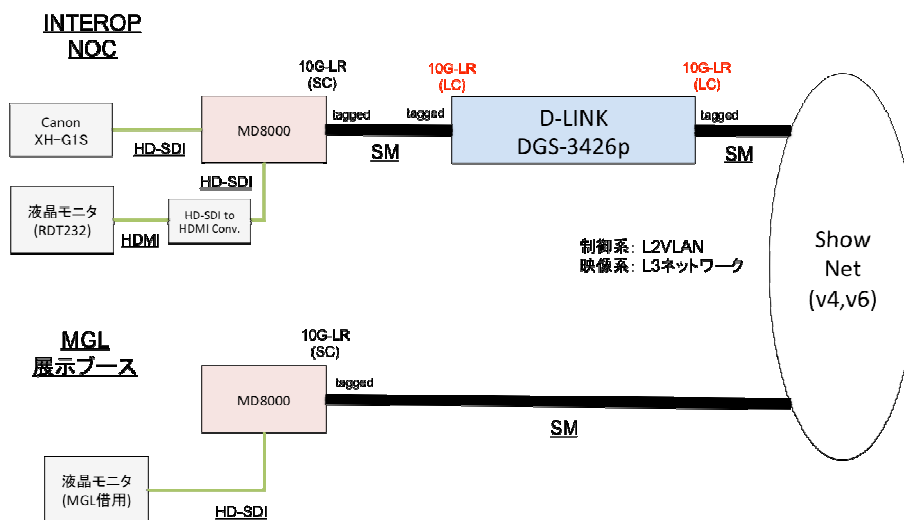 INTEROP
NOC
10G-LR
(SC)
10G-LR
(LC)
10G-LR
(LC)
Canon
XH-G1S
HD-SDI
MD8000
tagged
SM
tagged
D-LINK
DGS-3426p
tagged
SM
HD-SDI
液晶モニタ
(RDT232)
HDMI
HD-SDI to
HDMI Conv.
制御系: L2VLAN
映像系: L3ネットワーク
Show
Net
(v4,v6)
MGL
展示ブース
10G-LR
(SC)
MD8000
tagged
SM
液晶モニタ
(MGL借用)
HD-SDI